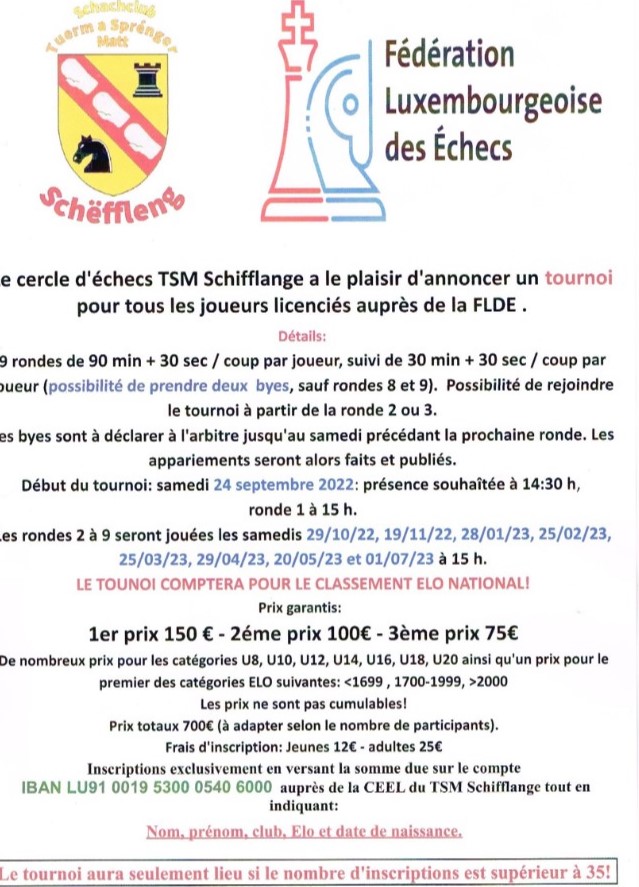 Schachclub
Tuerm a Sprénger
Matt
Schëffleng
Fédération
Luxembourgeoise
des Échecs
e cercle d'échecs TSM Schifflange a le plaisir d'annoncer un tournoi
pour tous les joueurs licenciés auprès de la FLDE .
Détails:
9 rondes de 90 min + 30 sec / coup par joueur, suivi de 30 min + 30 sec / coup par
oueur (possibilité de prendre deux byes, sauf rondes 8 et 9). Possibilité de rejoindre
le tournoi à partir de la ronde 2 ou 3.
es byes sont à déclarer à l'arbitre jusqu'au samedi précédant la prochaine ronde. Les
appariements seront alors faits et publiés.
Début du tournoi: samedi 24 septembre 2022: présence souhaîtée à 14:30 h,
ronde 1 à 15 h.
es rondes 2 à 9 seront jouées les samedis 29/10/22, 19/11/22, 28/01/23, 25/02/23,
25/03/23, 29/04/23, 20/05/23 et 01/07/23 à 15 h.
LE TOUNOI COMPTERA POUR LE CLASSEMENT ELO NATIONAL!
Prix garantis:
1er prix 150 € - 2éme prix 100€ - 3ème prix 75€
De nombreux prix pour les catégories U8, U10, U12, U14, U16, U18, U20 ainsi qu'un prix pour le
premier des catégories ELO suivantes: <1699 , 1700-1999, >2000
Les prix ne sont pas cumulables!
Prix totaux 700€ (à adapter selon le nombre de participants).
Frais d'inscription: Jeunes 12€ - adultes 25€
Inscriptions exclusivement en versant la somme due sur le compte
IBAN LU91 0019 5300 0540 6000 auprès de la CEEL du TSM Schifflange tout en
indiquant:
Nom, prénom, club, Elo et date de naissance.
Le tournoi aura seulement lieu si le nombre d'inscriptions est supérieur à 35!